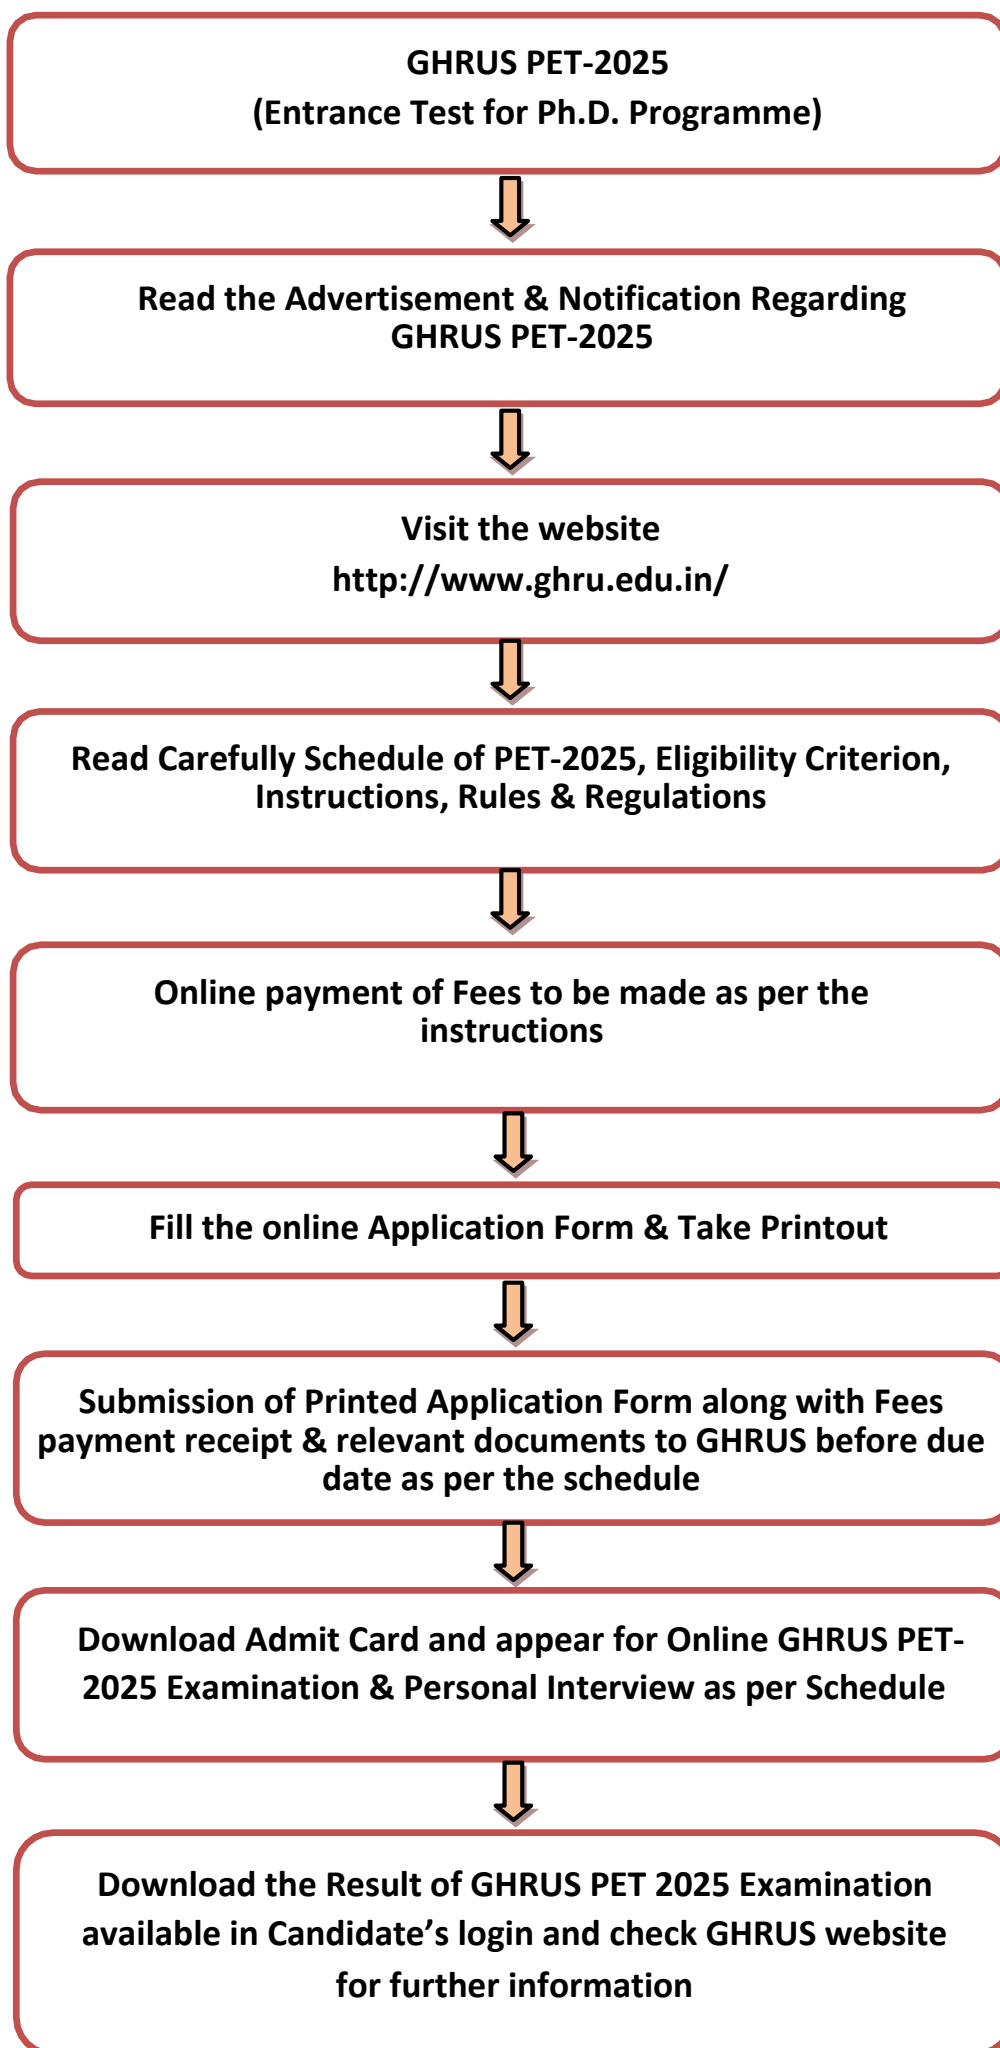 GHRUS PET-2025
(Entrance Test for Ph.D. Programme)
Read the Advertisement & Notification Regarding
GHRUS PET-2025
Visit the website
http://www.ghru.edu.in/
Read Carefully Schedule of PET-2025, Eligibility Criterion,
Instructions, Rules & Regulations
Online payment of Fees to be made as per the
instructions
Fill the online Application Form & Take Printout
Submission of Printed Application Form along with Fees
payment receipt & relevant documents to GHRUS before due
date as per the schedule
Download Admit Card and appear for Online GHRUS PET-
2025 Examination & Personal Interview as per Schedule
Download the Result of GHRUS PET 2025 Examination
available in Candidate’s login and check GHRUS website
for further information